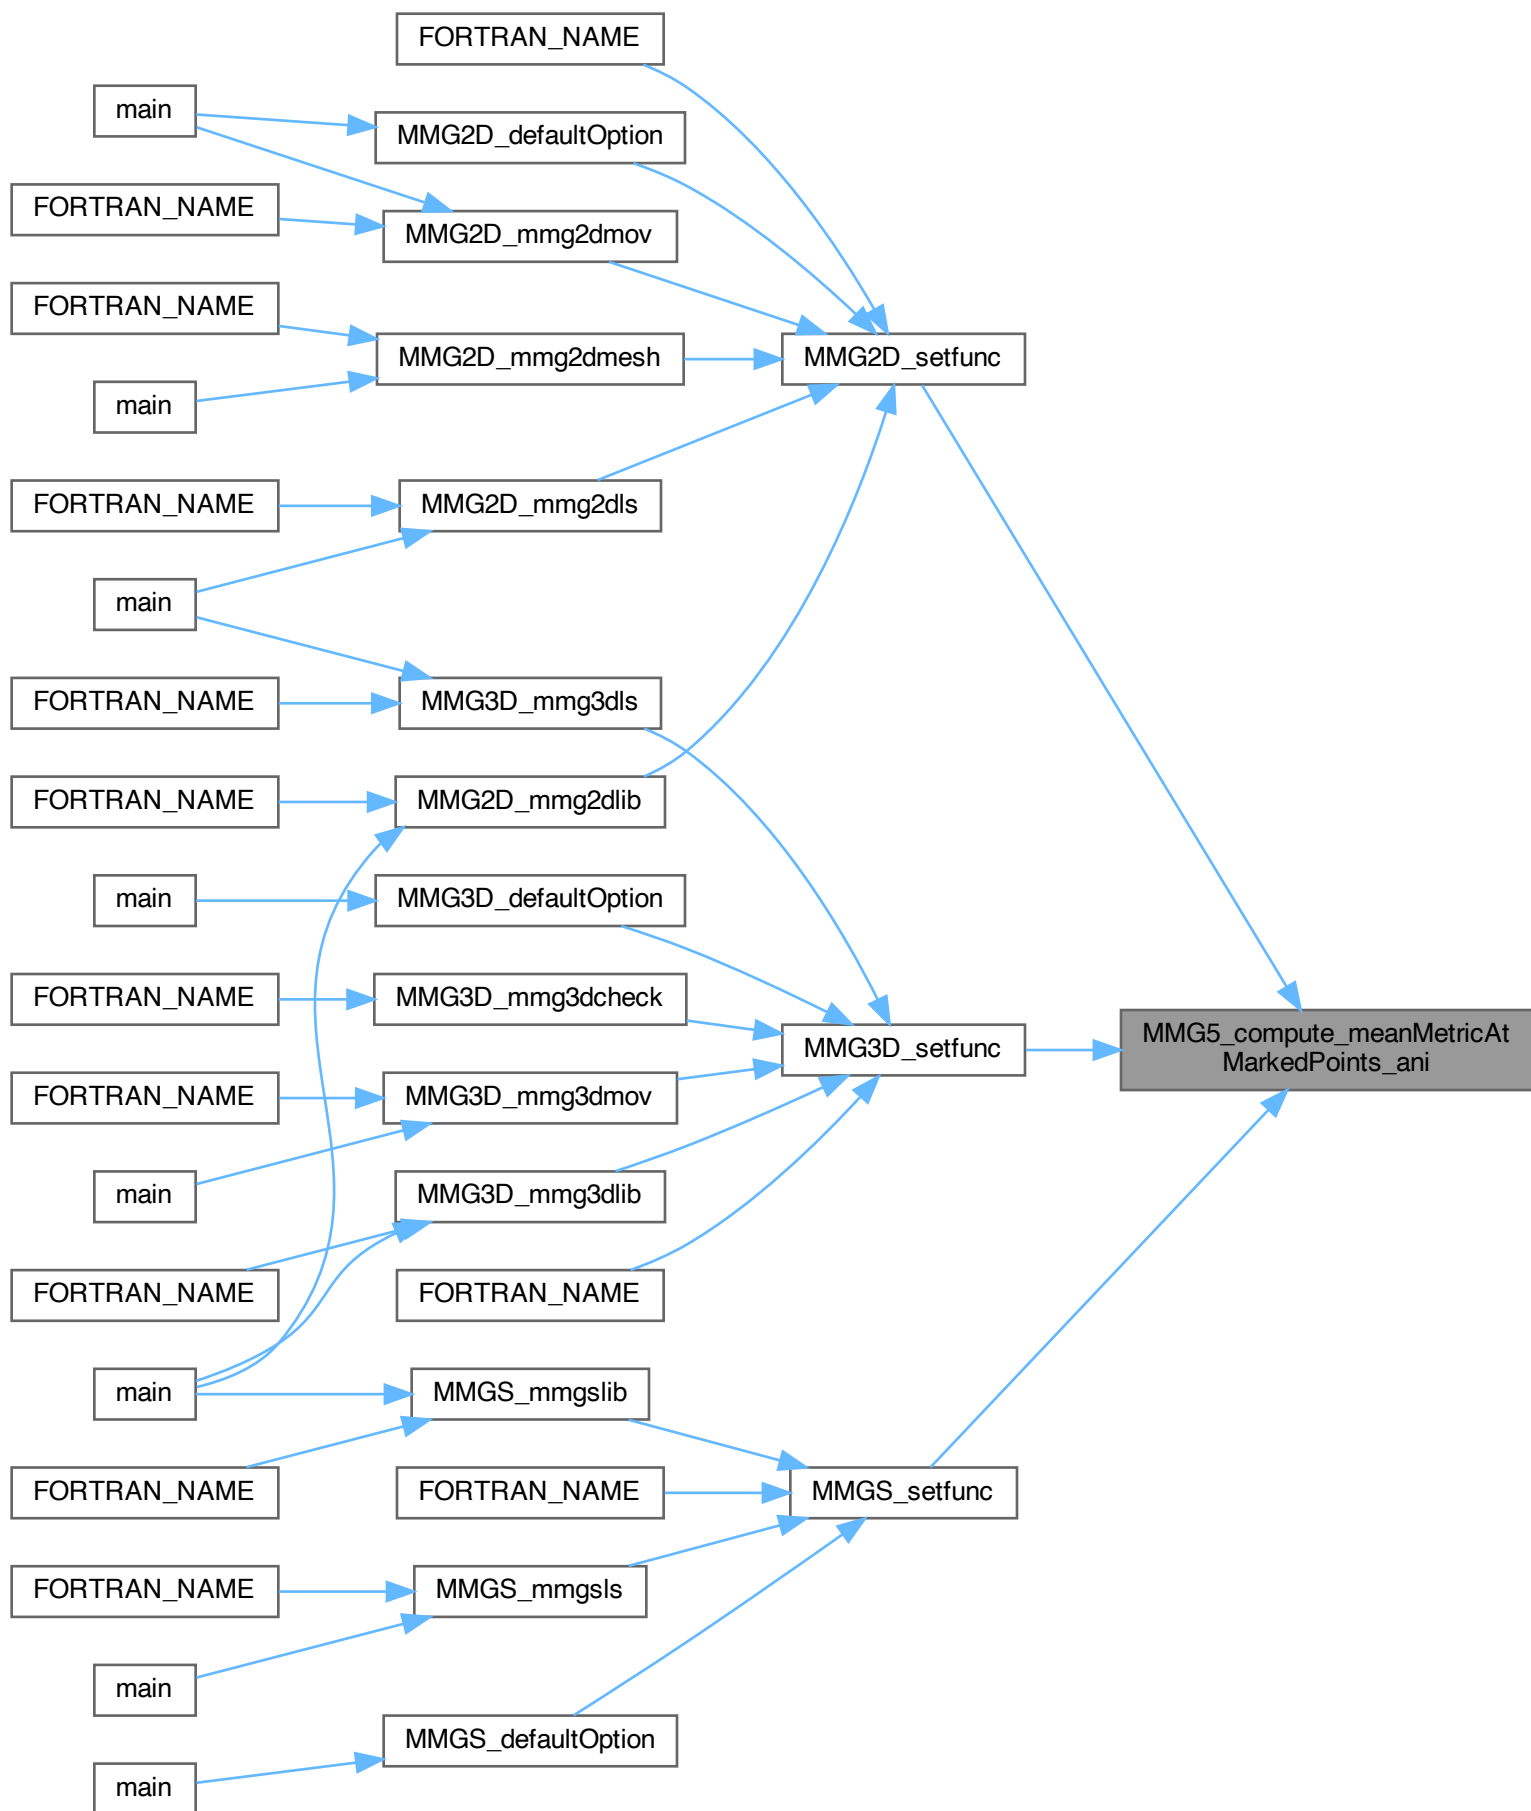 FORTRAN_NAME
main
MMG2D_defaultOption
FORTRAN_NAME
MMG2D_mmg2dmov
FORTRAN_NAME
MMG2D_mmg2dmesh
MMG2D_setfunc
main
FORTRAN_NAME
MMG2D_mmg2dls
main
FORTRAN_NAME
MMG3D_mmg3dls
FORTRAN_NAME
MMG2D_mmg2dlib
main
MMG3D_defaultOption
FORTRAN_NAME
MMG3D_mmg3dcheck
MMG3D_setfunc
MMG5_compute_meanMetricAt
MarkedPoints_ani
FORTRAN_NAME
MMG3D_mmg3dmov
main
MMG3D_mmg3dlib
FORTRAN_NAME
FORTRAN_NAME
main
MMGS_mmgslib
FORTRAN_NAME
FORTRAN_NAME
MMGS_setfunc
FORTRAN_NAME
MMGS_mmgsls
main
MMGS_defaultOption
main